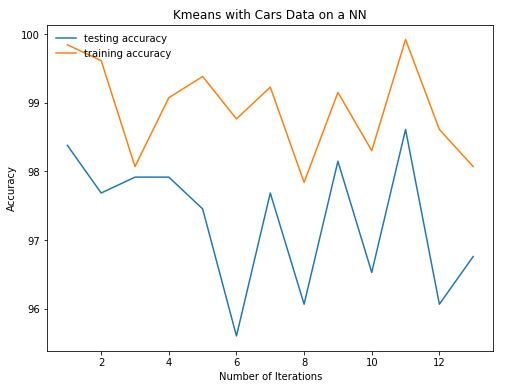 Kmeans with Cars Data on a NN
testing accuracy
training accuracy
100
99
98
97
96
Accuracy
2 4 6 8 10 12
Number of Iterations